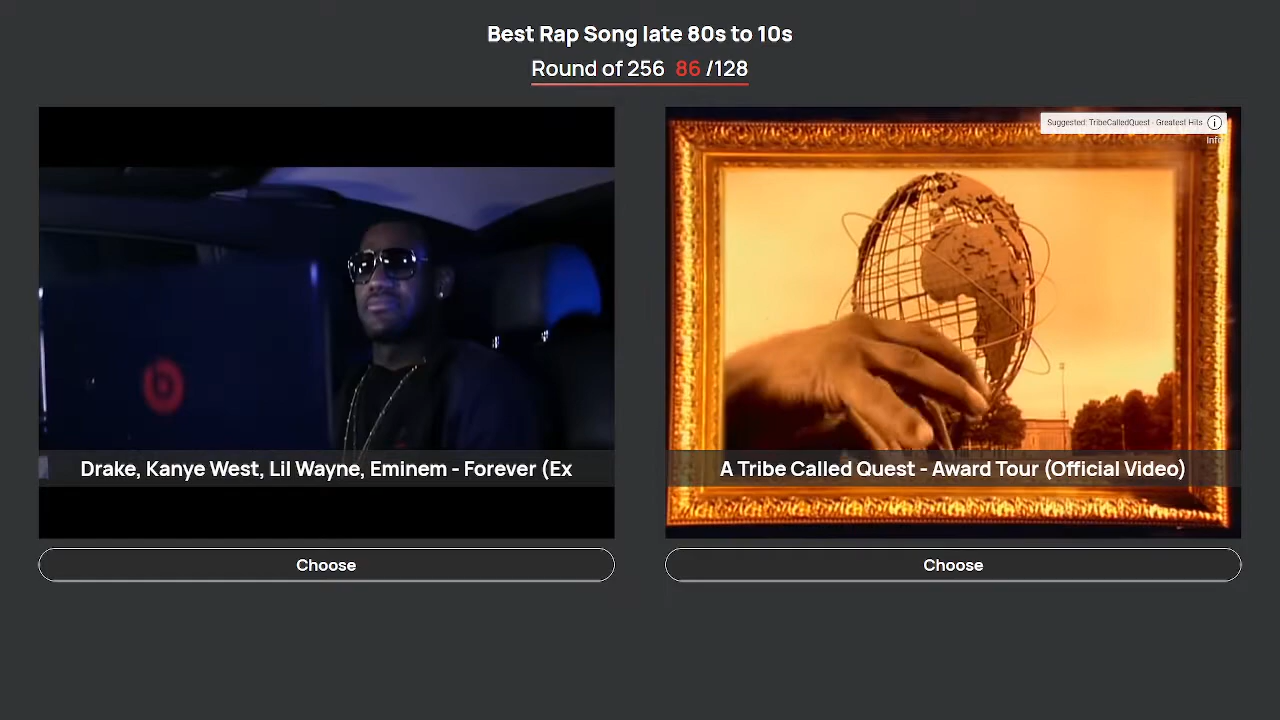 Best Rap Song late 80s to 10s
Round of 256 86 /128
Suggested: TribeCalledQuest - Greatest Hits
Info
Drake, Kanye West, Lil Wayne, Eminem - Forever (Ex
A Tribe Called Quest - Award Tour (Official Video)
Choose
Choose